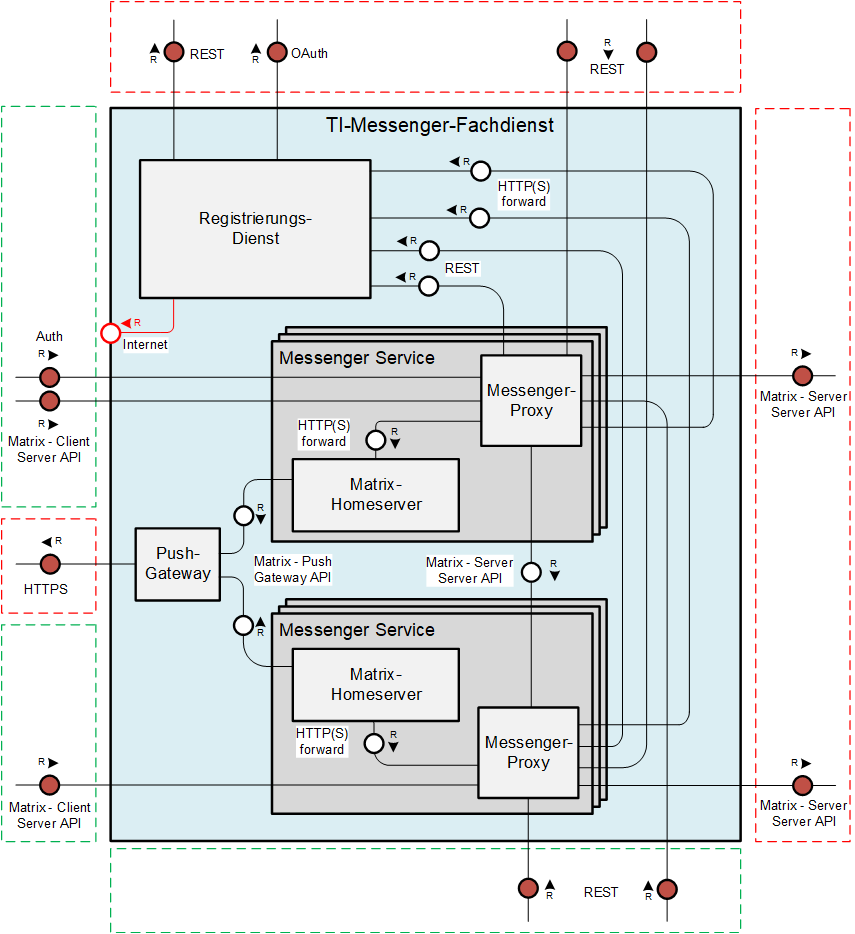 R
REST
R
OAuth
R
REST
TI-Messenger-Fachdienst
Registrierungs-
Dienst
R
HTTP(S)
forward
R
R
REST
R
R
Internet
Auth
R
R
Matrix - Client
Server API
Messenger Service
Messenger-
Proxy
HTTP(S)
forward
R
Matrix-
Homeserver
R
Matrix - Server
Server API
R
HTTPS
Push-
Gateway
R
Matrix - Push
Gateway API
R
Matrix - Server
Server API
R
Messenger Service
Matrix-
Homeserver
HTTP(S)
forward
R
Messenger-
Proxy
R
Matrix - Client
Server API
R
Matrix - Server
Server API
R
REST
R